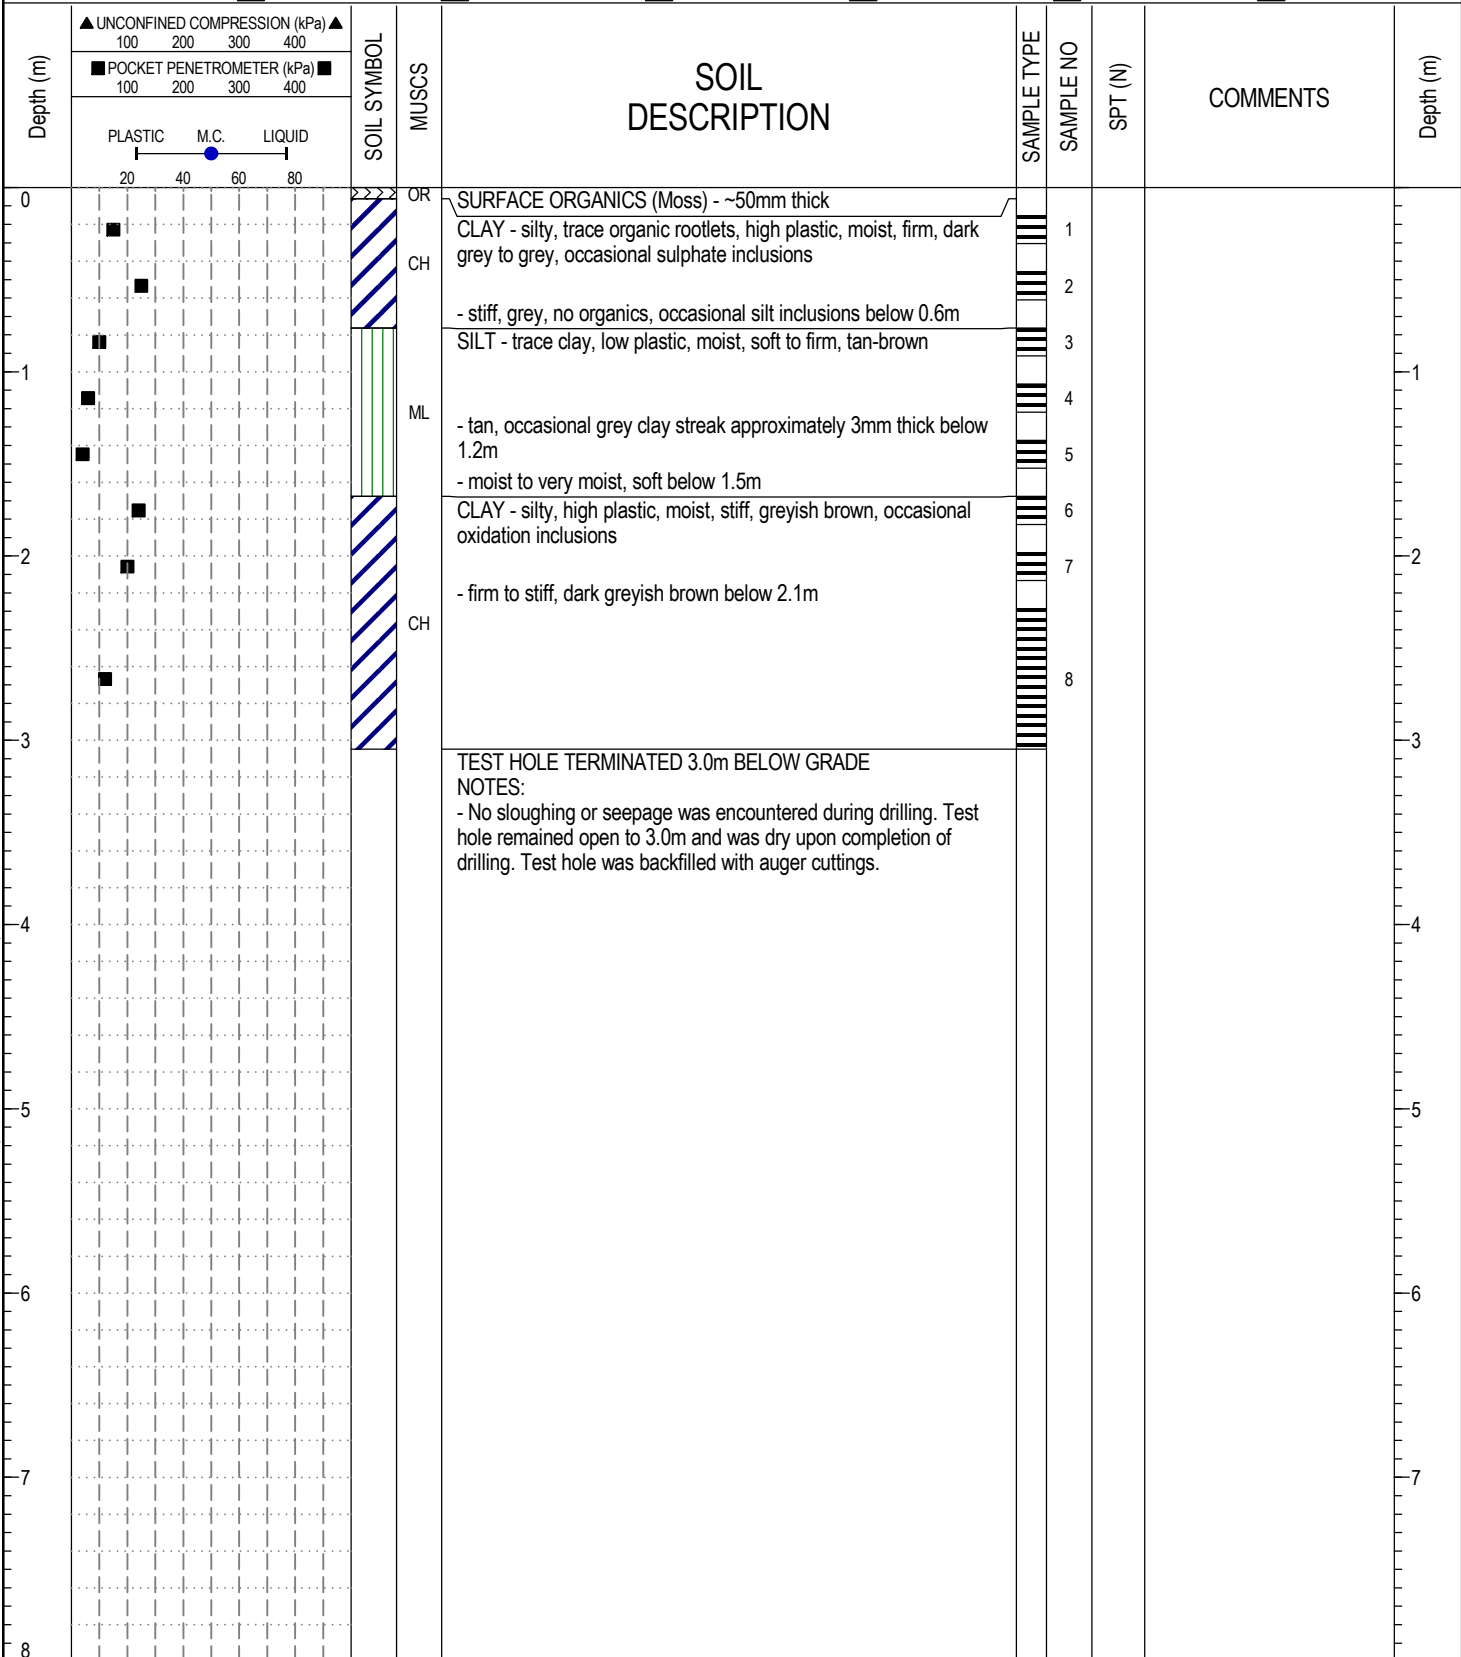 ▲ UNCONFINED COMPRESSION (kPa) ▲
100 200 300 400
■ POCKET PENETROMETER (kPa) ■
100 200 300 400
PLASTIC M.C. LIQUID
20 40 60 80
Depth (m)
SOIL SYMBOL
MUSCS
SOIL
DESCRIPTION
SAMPLE TYPE
SAMPLE NO
SPT (N)
COMMENTS
Depth (m)
0
OR
SURFACE ORGANICS (Moss) - ~50mm thick
CLAY - silty, trace organic rootlets, high plastic, moist, firm, dark
1
grey to grey, occasional sulphate inclusions
CH
2
- stiff, grey, no organics, occasional silt inclusions below 0.6m
SILT - trace clay, low plastic, moist, soft to firm, tan-brown
3
1
1
4
ML
- tan, occasional grey clay streak approximately 3mm thick below
1.2m
5
- moist to very moist, soft below 1.5m
CLAY - silty, high plastic, moist, stiff, greyish brown, occasional
6
oxidation inclusions
2
7
2
- firm to stiff, dark greyish brown below 2.1m
CH
8
3
3
TEST HOLE TERMINATED 3.0m BELOW GRADE
NOTES:
- No sloughing or seepage was encountered during drilling. Test
hole remained open to 3.0m and was dry upon completion of
drilling. Test hole was backfilled with auger cuttings.
4
4
5
5
6
6
7
7
8